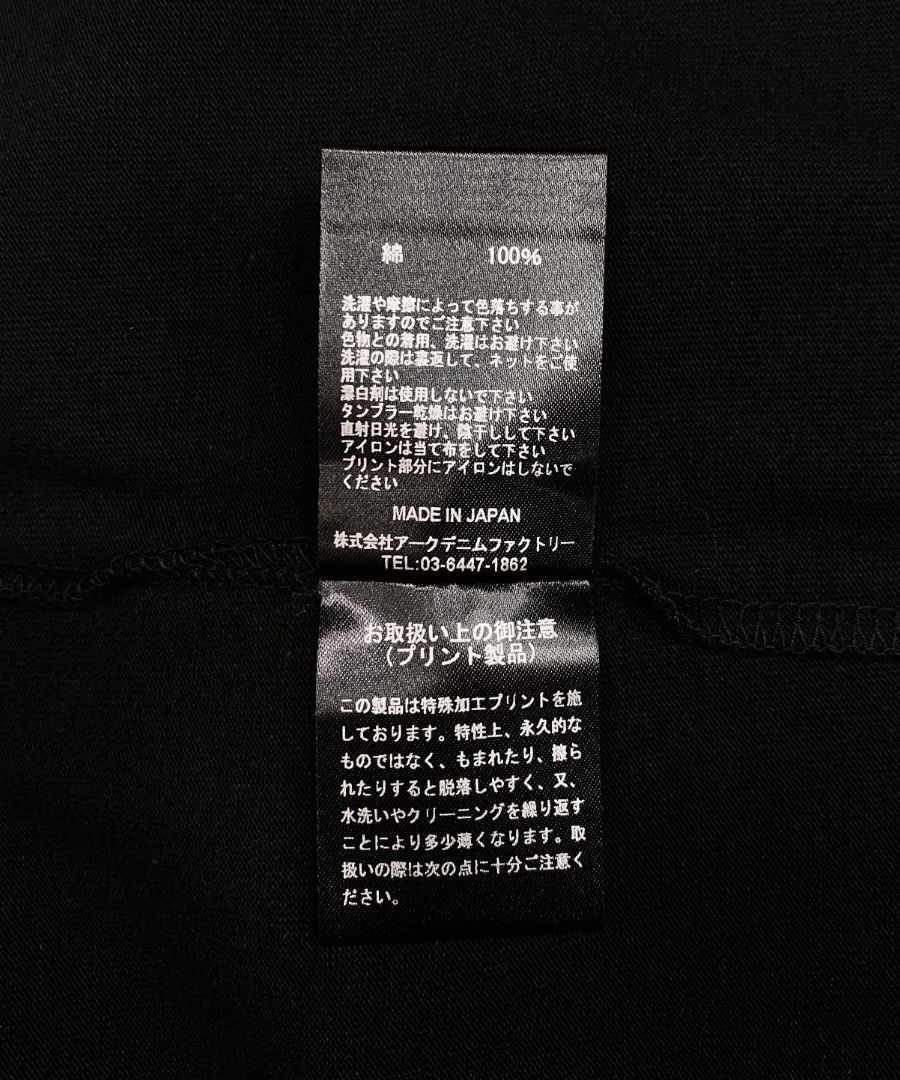 綿 100%
洗濯や摩擦によって色落ちする事が
ありますのでご注意下さい
色物との着用、洗濯はお避け下さい
洗濯の際は裏返して、ネットをご使
用下さい
漂白剤は使用しないで下さい
タンブラー乾燥はお避け下さい
直射日光を避け、陰干しして下さい
アイロンは当て布をして下さい
プリント部分にアイロンはしないで
ください
MADE IN JAPAN
株式会社アークデニムファクトリー
TEL:03-6447-1862
お取扱い上の御注意
(プリント製品)
この製品は特殊加工プリントを施
しております。特性上、永久的な
ものではなく、もまれたり、擦ら
れたりすると脱落しやすく、又、
水洗いやクリーニングを繰り返す
ことにより多少薄くなります。取
扱いの際は次の点に十分ご注意く
ださい。